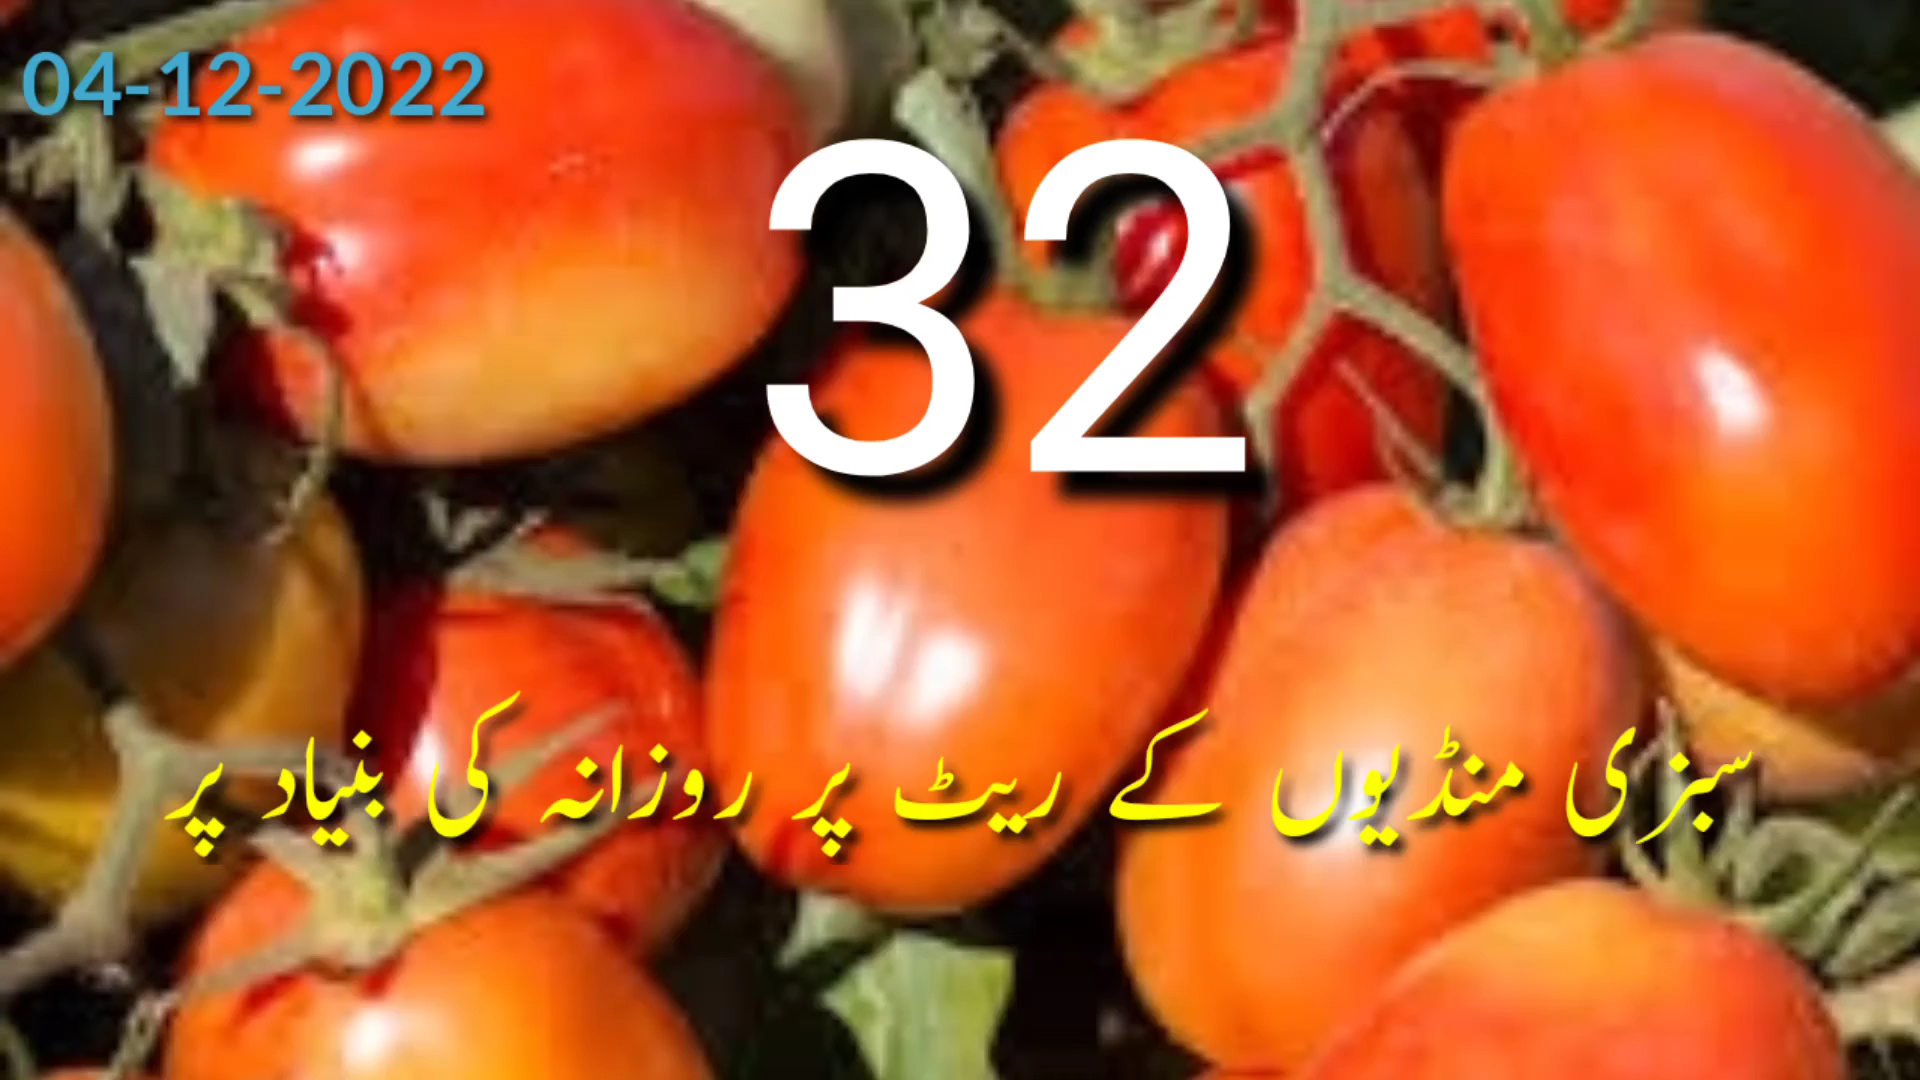 04-12-2022
32
سبزی منڈیوں کے ریٹ پر روزانہ کی بنیاد پر